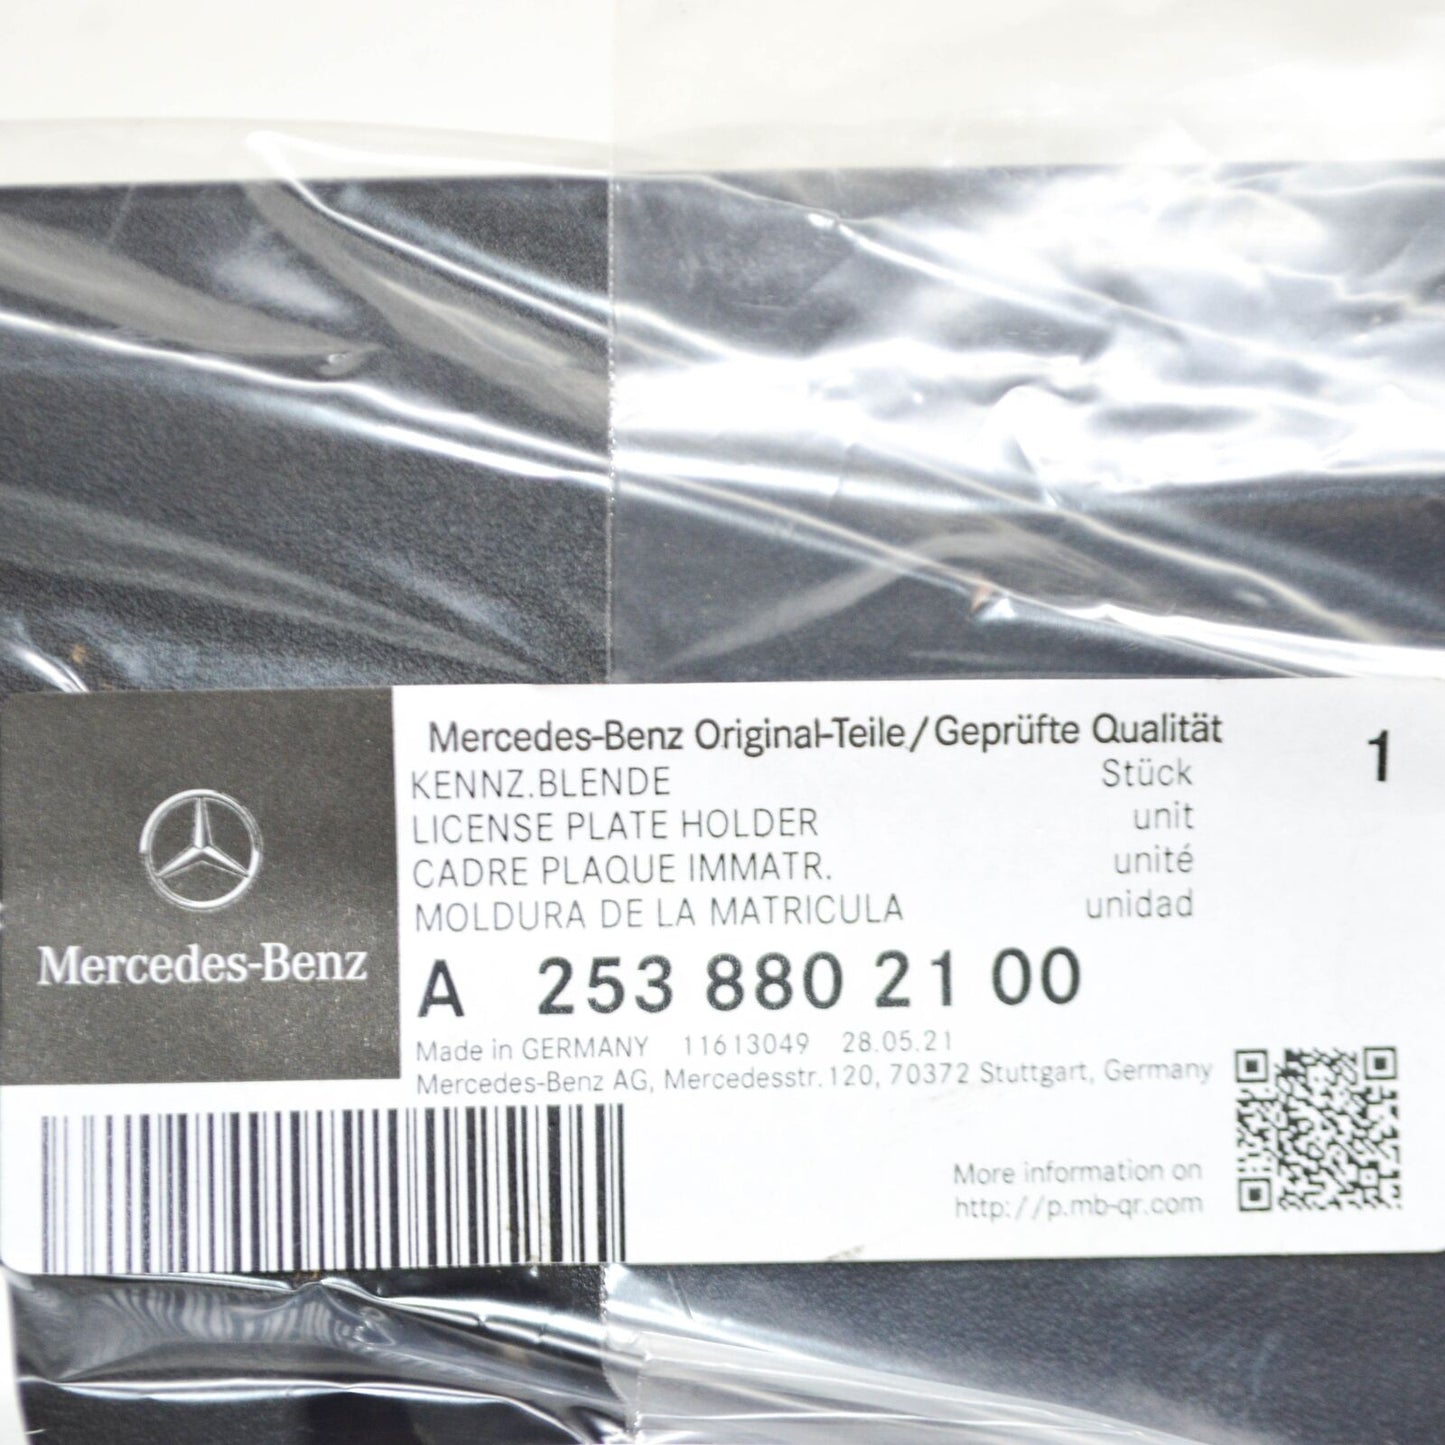 Mercedes-Benz Original-Teile/Geprüfte Qualität
KENNZ.BLENDE Stück 1
LICENSE PLATE HOLDER unit
CADRE PLAQUE IMMATR. unité
MOLDURA DE LA MATRICULA unidad
Mercedes-Benz
A 253 880 21 00
Made in GERMANY 11613049 28.05.21
Mercedes-Benz AG, Mercedesstr. 120, 70372 Stuttgart, Germany
More information on
http://p.mb-qr.com